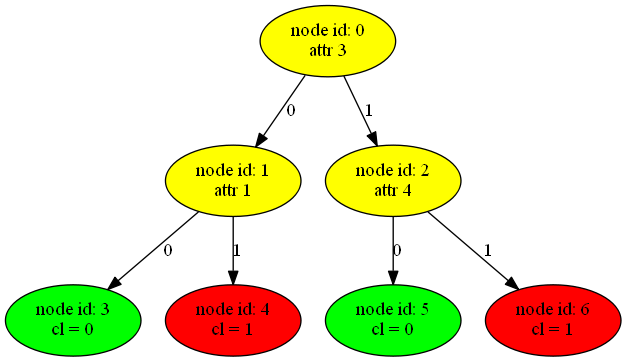 node id: 0
attr 3
0
1
node id: 1
attr 1
node id: 2
attr 4
0
1
0
1
node id: 3
cl = 0
node id: 4
cl = 1
node id: 5
cl = 0
node id: 6
cl = 1